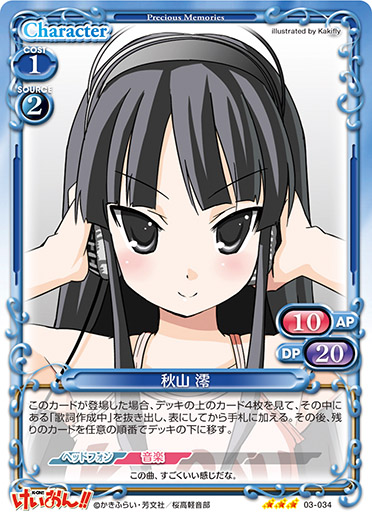 Precious Memories
Character
illustrated by Kakifly
COST
1
SOURCE
2
10 AP
DP 20
秋山 澪
このカードが登場した場合、デッキの上のカード4枚を見て、その中に
ある「歌詞作成中」を抜き出し、表にしてから手札に加える。その後、残
りのカードを任意の順番でデッキの下に移す。
ヘッドフォン 音楽
この曲、すごくいい感じだな。
けいおん!!
©かきふらい・芳文社/桜高軽音部
03-034